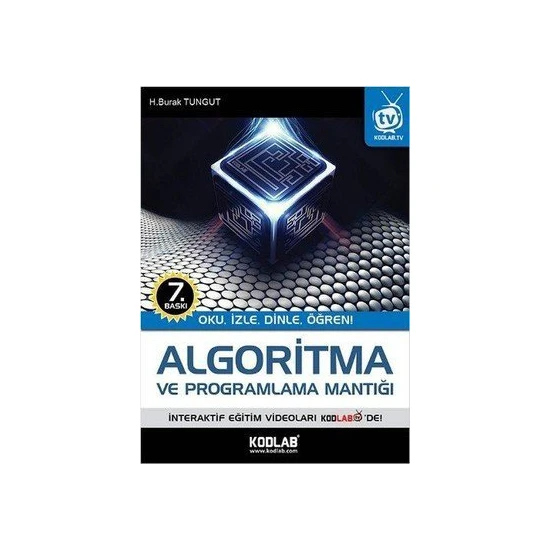 H.Burak TUNGUT
tv
KODLAB.TV
7.
BASKI
OKU, İZLE, DİNLE, ÖĞREN!
ALGORİTMA
VE PROGRAMLAMA MANTIĞI
İNTERAKTİF EĞİTİM VİDEOLARI KODLAB tv 'DE!
KODLAB®
www.kodlab.com